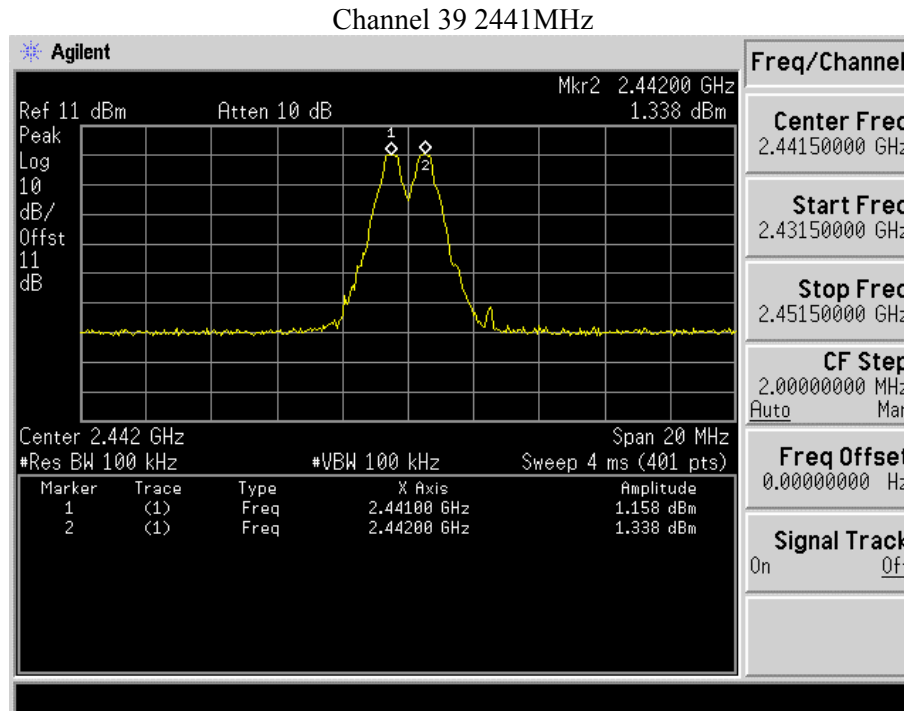 Channel 39 2441MHz
Agilent
Freq/Channel
Mkr2 2.44200 GHz
Ref 11 dBm Atten 10 dB 1.338 dBm
Peak
Log
10
dB/
Offst
11
dB
1
2
Center Freq
2.44150000 GHz
Start Freq
2.43150000 GHz
Stop Freq
2.45150000 GHz
CF Step
2.00000000 MHz
Auto Man
Freq Offset
0.00000000 Hz
Signal Track
On Off
Center 2.442 GHz Span 20 MHz
#Res BW 100 kHz #VBW 100 kHz Sweep 4 ms (401 pts)
Marker Trace Type X Axis Amplitude
1 (1) Freq 2.44100 GHz 1.158 dBm
2 (1) Freq 2.44200 GHz 1.338 dBm